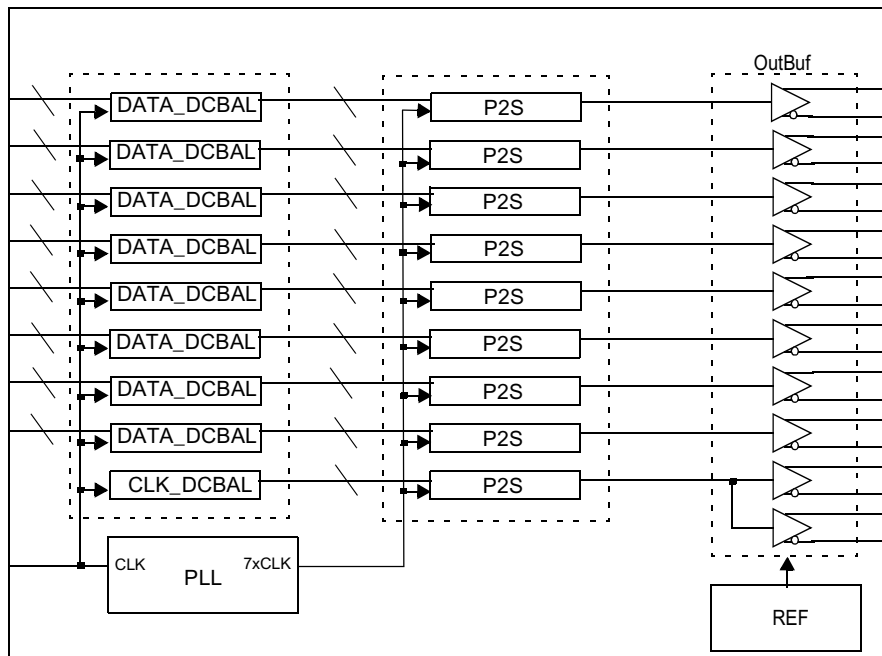 OutBuf
DATA_DCBAL P2S
DATA_DCBAL P2S
DATA_DCBAL P2S
DATA_DCBAL P2S
DATA_DCBAL P2S
DATA_DCBAL P2S
DATA_DCBAL P2S
DATA_DCBAL P2S
CLK_DCBAL P2S
CLK PLL 7xCLK
REF